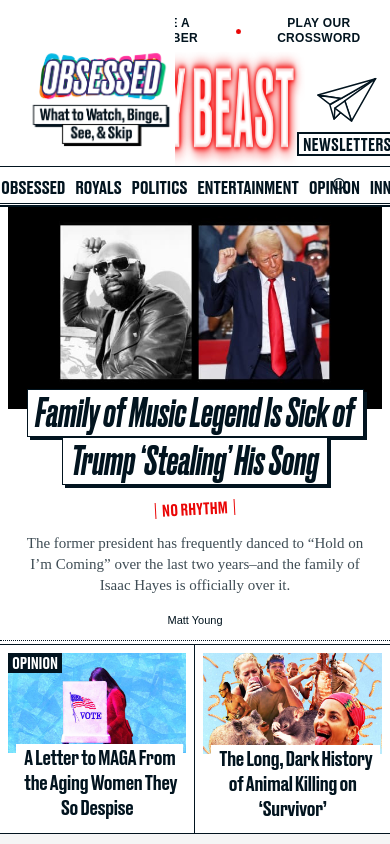 E A
BER
PLAY OUR
CROSSWORD
OBSESSED
What to Watch, Binge,
See, & Skip
Y BEAST
NEWSLETTERS
OBSESSED ROYALS POLITICS ENTERTAINMENT OPINION INN
Family of Music Legend Is Sick of
Trump ‘Stealing’ His Song
NO RHYTHM
The former president has frequently danced to “Hold on
I’m Coming” over the last two years–and the family of
Isaac Hayes is officially over it.
Matt Young
OPINION
VOTE
A Letter to MAGA From
the Aging Women They
So Despise
The Long, Dark History
of Animal Killing on
‘Survivor’